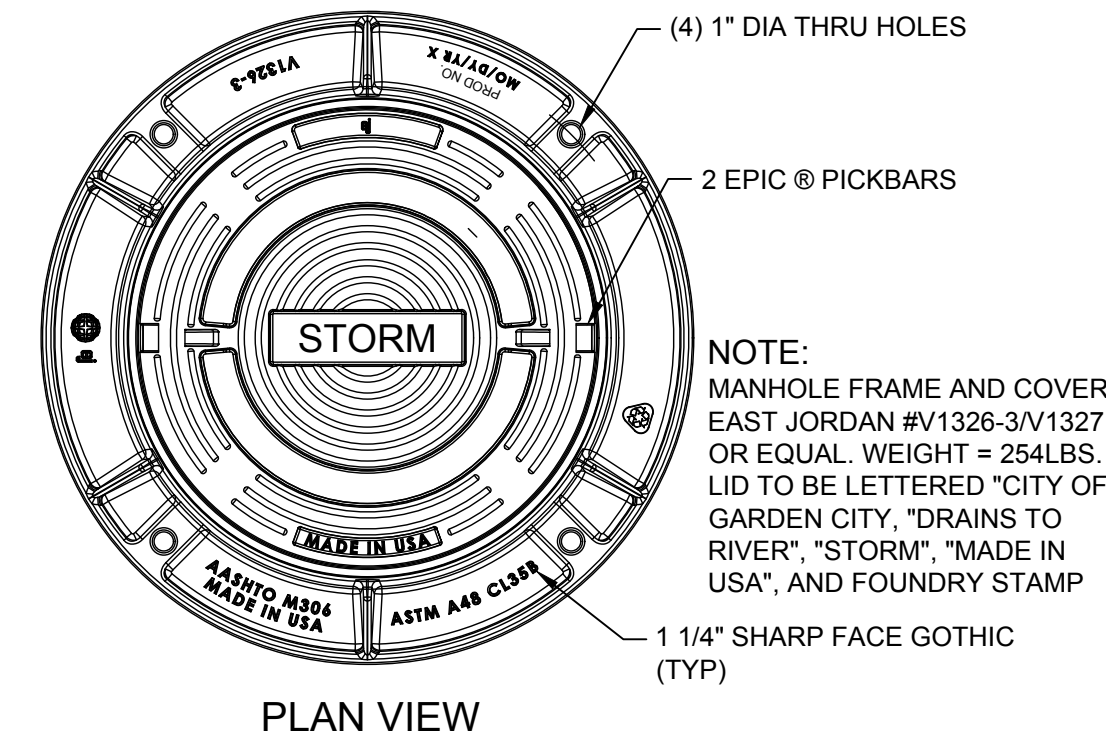 (4) 1" DIA THRU HOLES
V1326-3
PROD NO.
MO/DY/YR X
2 EPIC ® PICKBARS
STORM
NOTE:
MANHOLE FRAME AND COVER
EAST JORDAN #V1326-3/V1327
OR EQUAL. WEIGHT = 254LBS.
LID TO BE LETTERED "CITY OF
GARDEN CITY, "DRAINS TO
RIVER", "STORM", "MADE IN
USA", AND FOUNDRY STAMP
MADE IN USA
AASHTO M306
MADE IN USA
ASTM A48 CL35B
1 1/4" SHARP FACE GOTHIC
(TYP)
PLAN VIEW